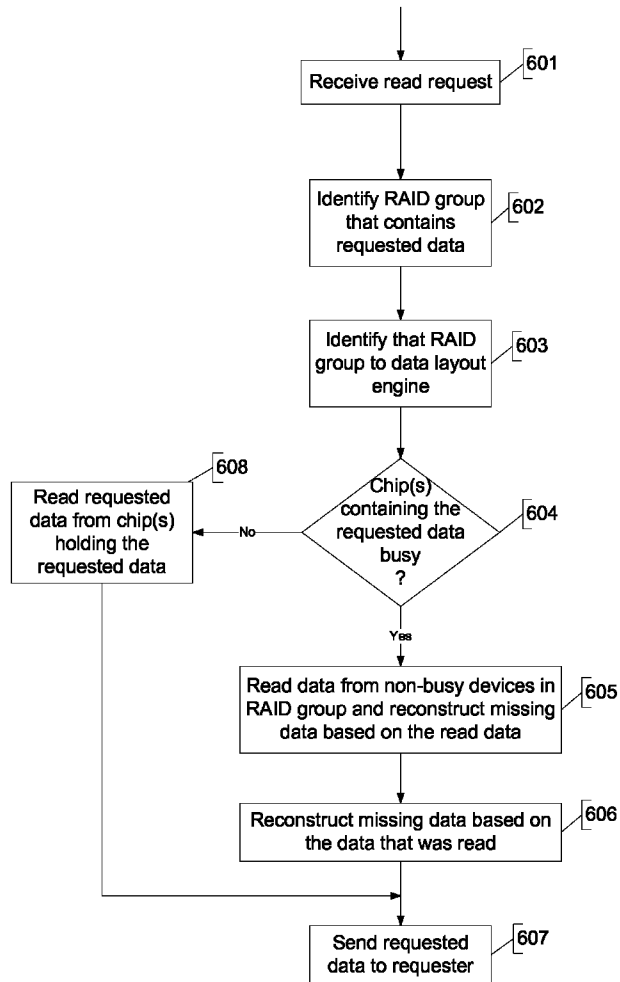 Receive read request
601
Identify RAID group
that contains
requested data
602
Identify that RAID
group to data layout
engine
603
608
Read requested
data from chip(s)
holding the
requested data
No
Chip(s)
containing the
requested data
busy
?
604
Yes
Read data from non-busy devices in
RAID group and reconstruct missing
data based on the read data
605
Reconstruct missing data based on
the data that was read
606
Send requested
data to requester
607